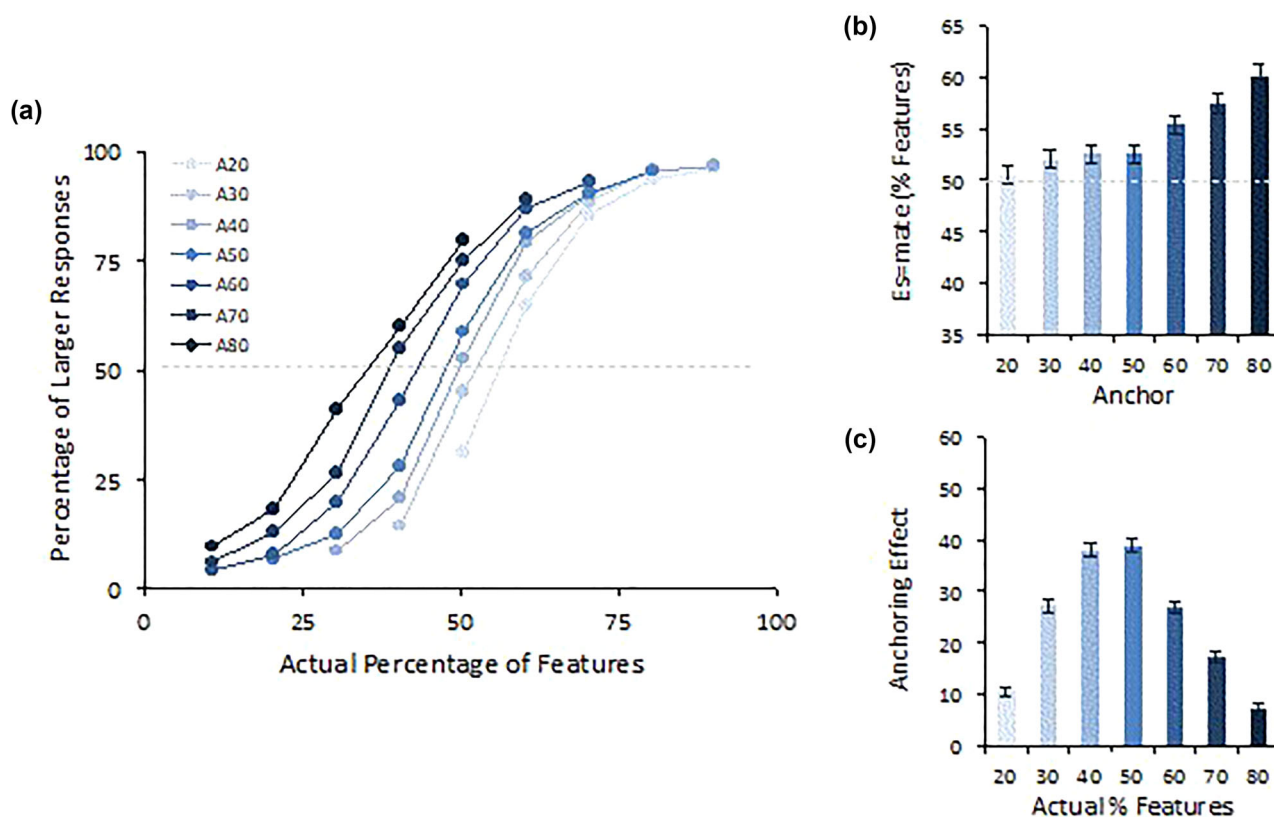 (a)
Percentage of Larger Responses
100
75
50
25
0
A20
A30
A40
A50
A60
A70
A80
0 25 50 75 100
Actual Percentage of Features
(b)
Es=mate (% Features)
65
60
55
50
45
40
35
20 30 40 50 60 70 80
Anchor
(c)
Anchoring Effect
60
50
40
30
20
10
0
20 30 40 50 60 70 80
Actual % Features